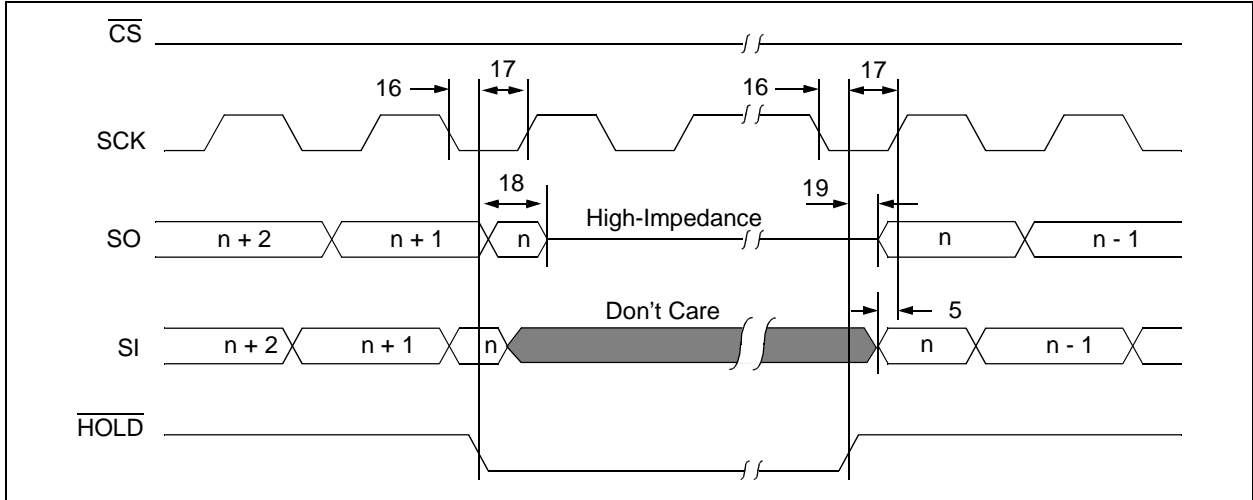 CS
17 17
16 16
SCK
18 19
High-Impedance
SO n + 2 n + 1 n n n - 1
Don't Care 5
SI n + 2 n + 1 n n n - 1
HOLD